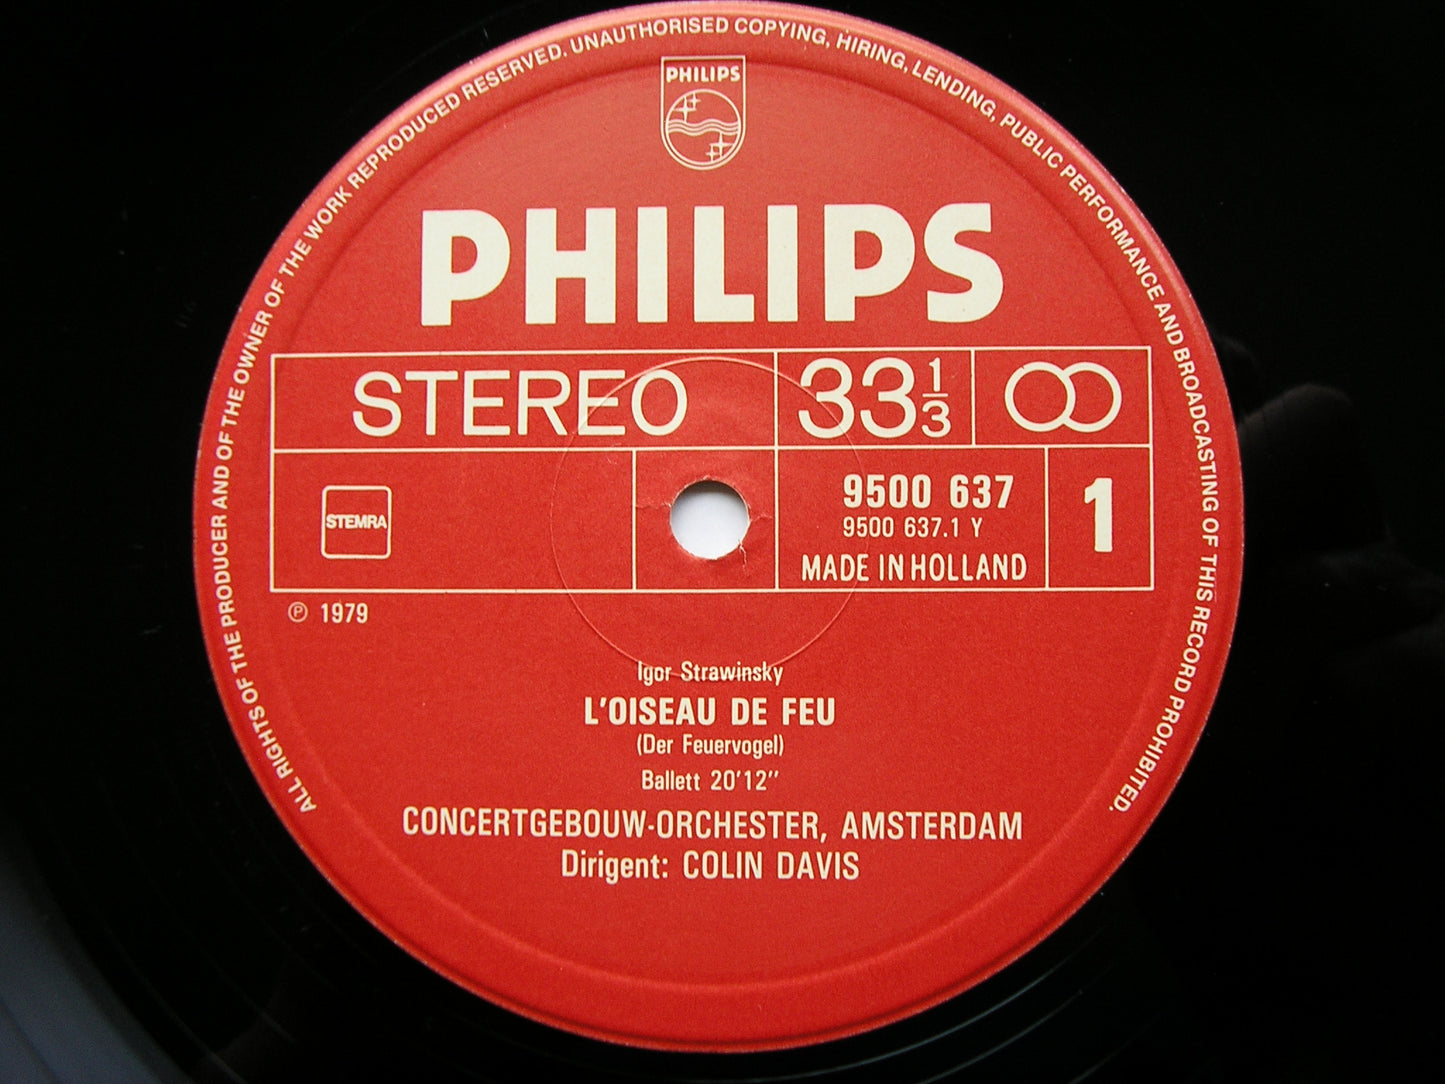 ALL RIGHTS OF THE PRODUCER AND OF THE OWNER OF THE WORK REPRODUCED RESERVED. UNAUTHORISED COPYING, HIRING, LENDING, PUBLIC PERFORMANCE AND BROADCASTING OF THIS RECORD PROHIBITED.
PHILIPS
PHILIPS
STEREO
33 1/3
STEMRA
9500 637
9500 637.1 Y
MADE IN HOLLAND
1
℗ 1979
Igor Strawinsky
L'OISEAU DE FEU
(Der Feuervogel)
Ballett 20'12''
CONCERTGEBOUW-ORCHESTER, AMSTERDAM
Dirigent: COLIN DAVIS